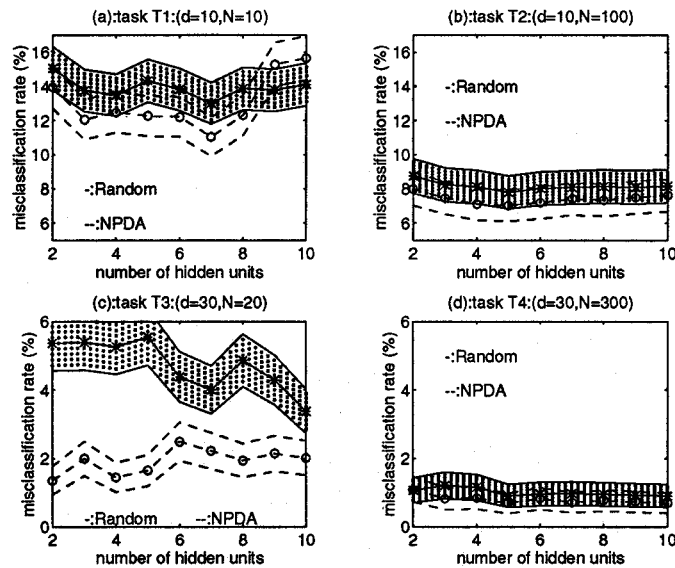 (a):task T1:(d=10,N=10)
misclassification rate (%)
16
14
12
10
8
6
-:Random
--:NPDA
2 4 6 8 10
number of hidden units
(b):task T2:(d=10,N=100)
misclassification rate (%)
16
14
12
10
8
6
-:Random
--:NPDA
2 4 6 8 10
number of hidden units
(c):task T3:(d=30,N=20)
misclassification rate (%)
6
4
2
0
-:Random --:NPDA
2 4 6 8 10
number of hidden units
(d):task T4:(d=30,N=300)
misclassification rate (%)
6
4
2
0
-:Random
--:NPDA
2 4 6 8 10
number of hidden units